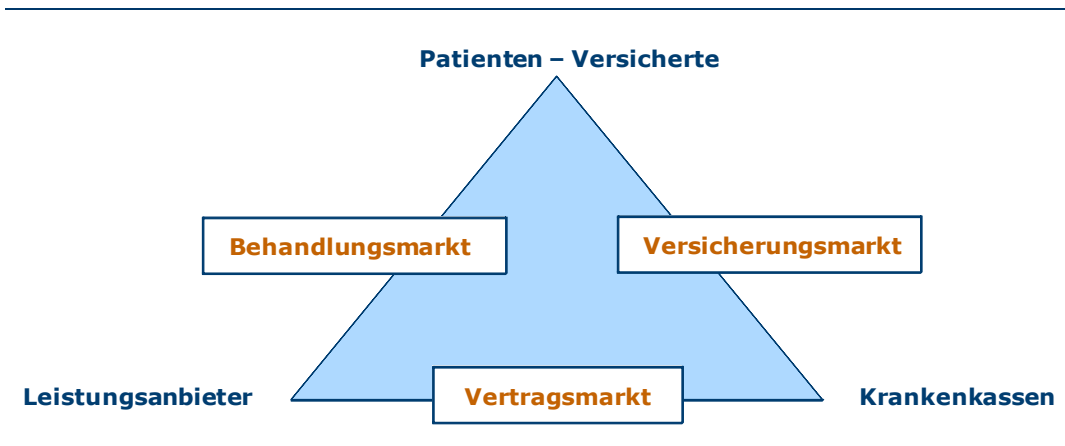 Patienten – Versicherte
Behandlungsmarkt
Versicherungsmarkt
Leistungsanbieter
Vertragsmarkt
Krankenkassen